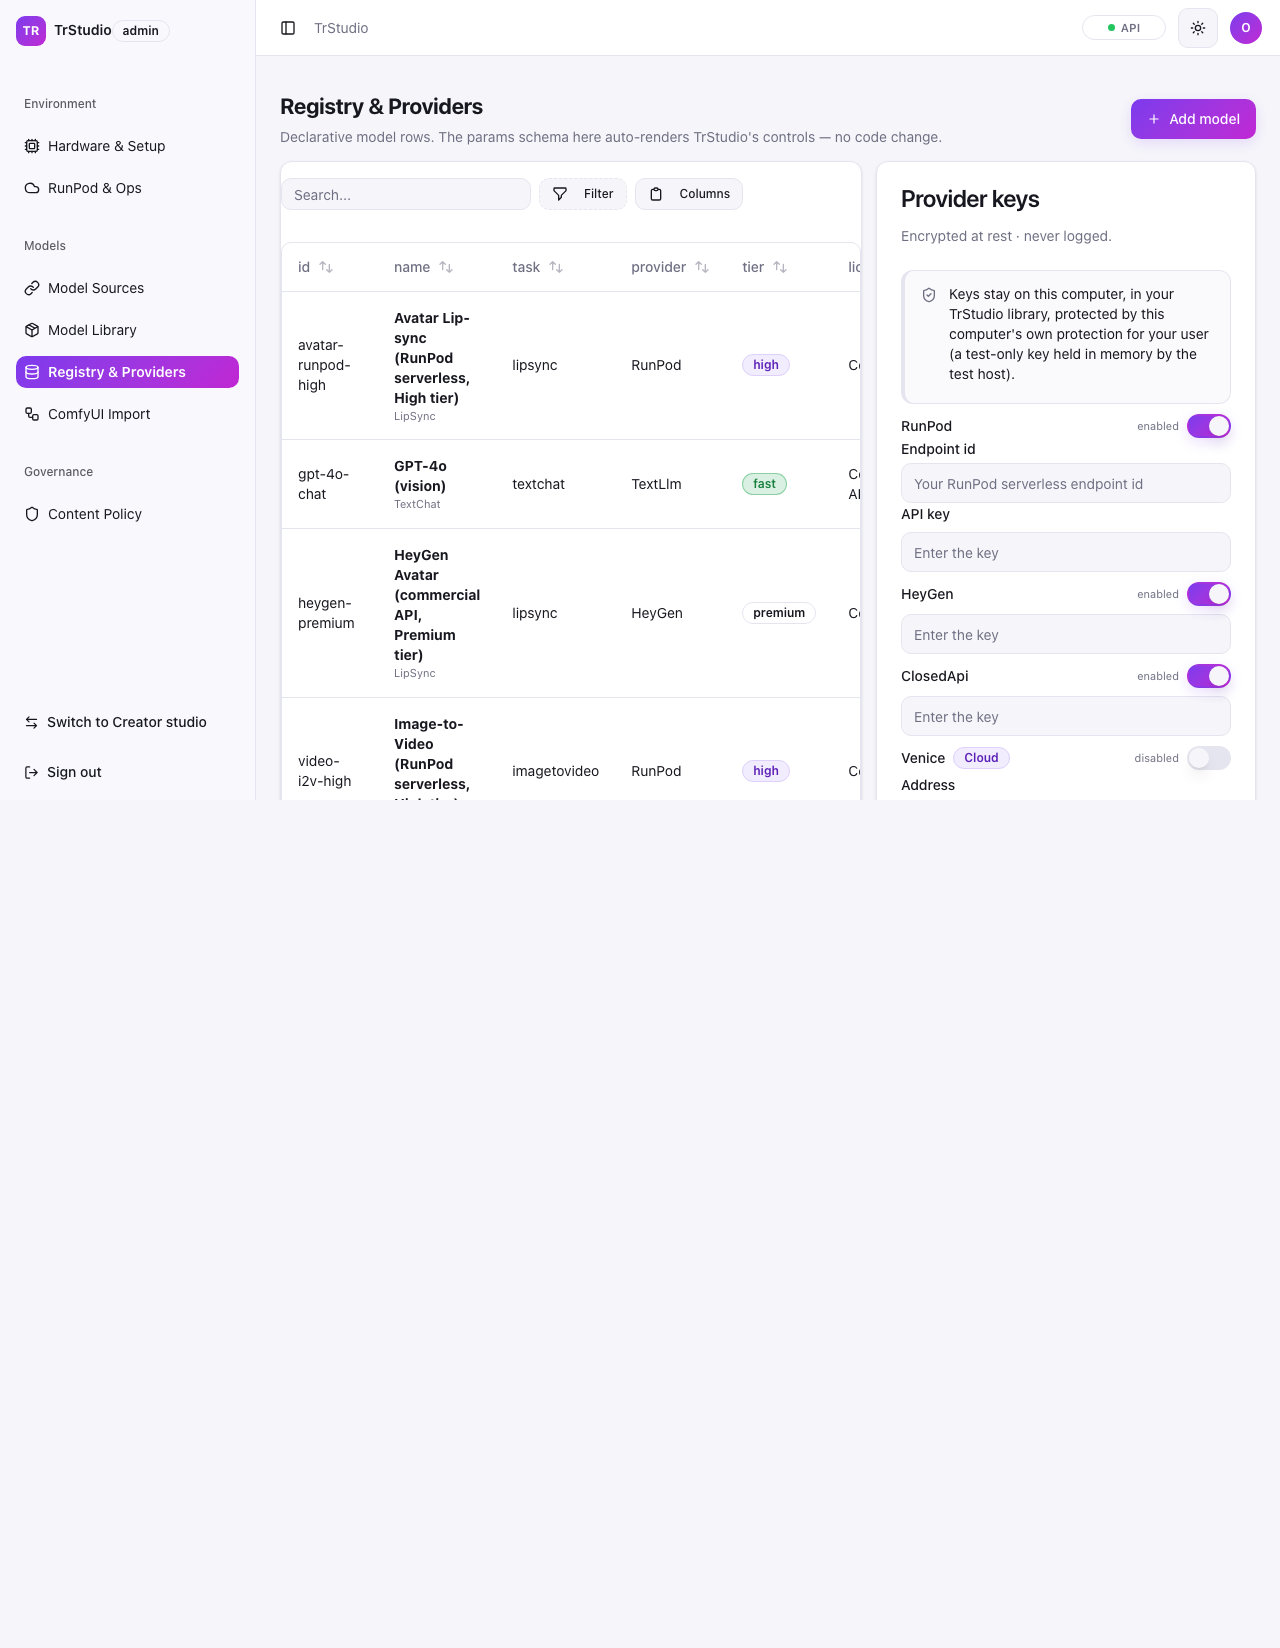 TR TrStudio admin
TrStudio
API
O
Environment
Hardware & Setup
RunPod & Ops
Models
Model Sources
Model Library
Registry & Providers
ComfyUI Import
Governance
Content Policy
Switch to Creator studio
Sign out
Registry & Providers
Declarative model rows. The params schema here auto-renders TrStudio's controls — no code change.
Add model
Search...
Filter
Columns
id name task provider tier
avatar-
runpod-
high
Avatar Lip-
sync
(RunPod
serverless,
High tier)
LipSync
lipsync
RunPod
high
gpt-4o-
chat
GPT-4o
(vision)
TextChat
textchat
TextLlm
fast
heygen-
premium
HeyGen
Avatar
(commercial
API,
Premium
tier)
LipSync
lipsync
HeyGen
premium
video-
i2v-high
Image-to-
Video
(RunPod
serverless,
imagetovideo
RunPod
high
Provider keys
Encrypted at rest · never logged.
Keys stay on this computer, in your
TrStudio library, protected by this
computer's own protection for your user
(a test-only key held in memory by the
test host).
RunPod enabled
Endpoint id
Your RunPod serverless endpoint id
API key
Enter the key
HeyGen enabled
Enter the key
ClosedApi enabled
Enter the key
Venice Cloud disabled
Address